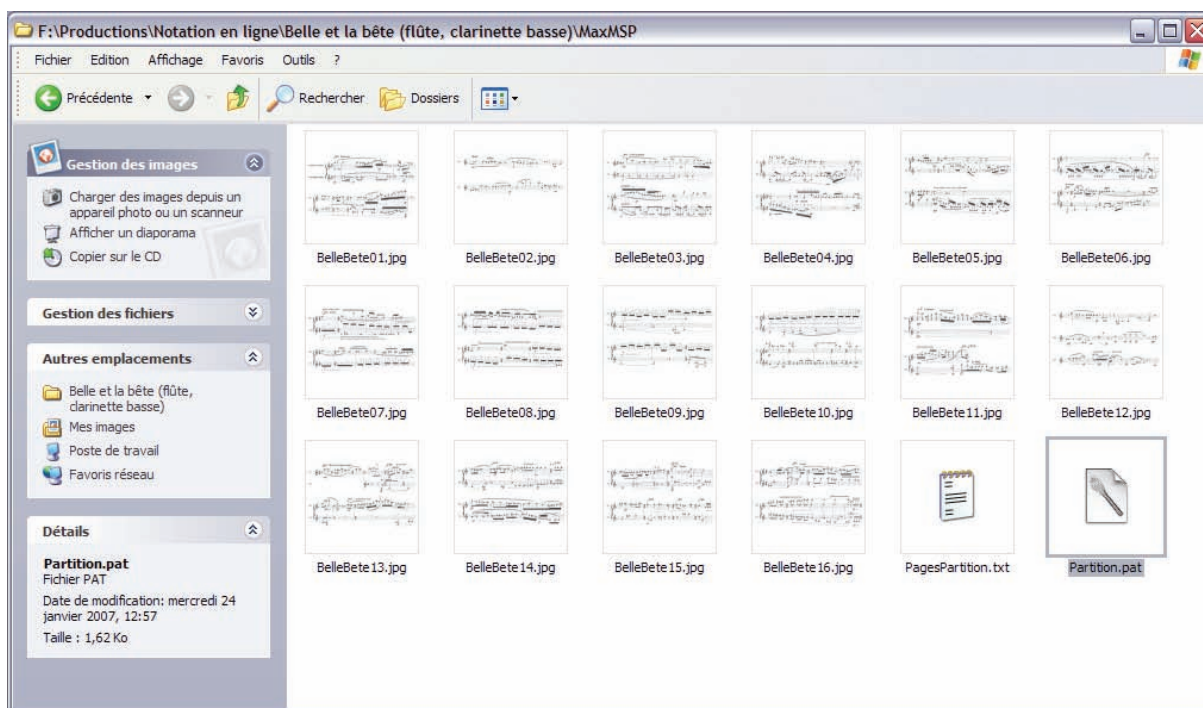 F:\Productions\Notation en ligne\Belle et la bête (flûte, clarinette basse)\MaxMSP
Fichier Edition Affichage Favoris Outils ?
Précédente Rechercher Dossiers
Gestion des images
Charger des images depuis un
appareil photo ou un scanneur
Afficher un diaporama
Copier sur le CD
Gestion des fichiers
Autres emplacements
Belle et la bête (flûte,
clarinette basse)
Mes images
Poste de travail
Favoris réseau
Détails
Partition.pat
Fichier PAT
Date de modification: mercredi 24
janvier 2007, 12:57
Taille : 1,62 Ko
BelleBete01.jpg BelleBete02.jpg BelleBete03.jpg BelleBete04.jpg BelleBete05.jpg BelleBete06.jpg
BelleBete07.jpg BelleBete08.jpg BelleBete09.jpg BelleBete10.jpg BelleBete11.jpg BelleBete12.jpg
BelleBete13.jpg BelleBete14.jpg BelleBete15.jpg BelleBete16.jpg PagesPartition.txt Partition.pat